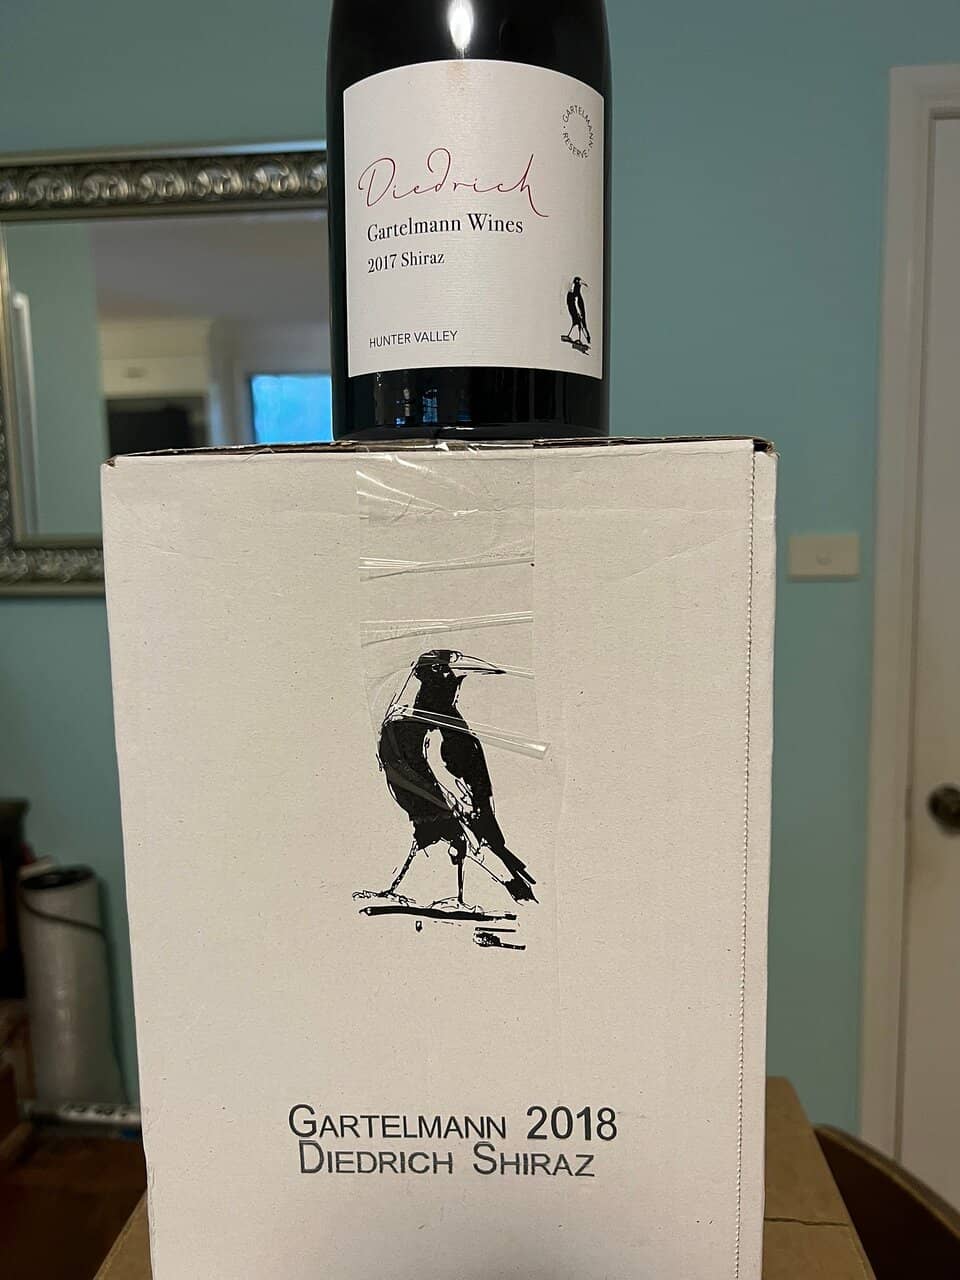 GARTELMANN RESERVE
Diedrich
Gartelmann Wines
2017 Shiraz
HUNTER VALLEY
GARTELMANN 2018
DIEDRICH SHIRAZ